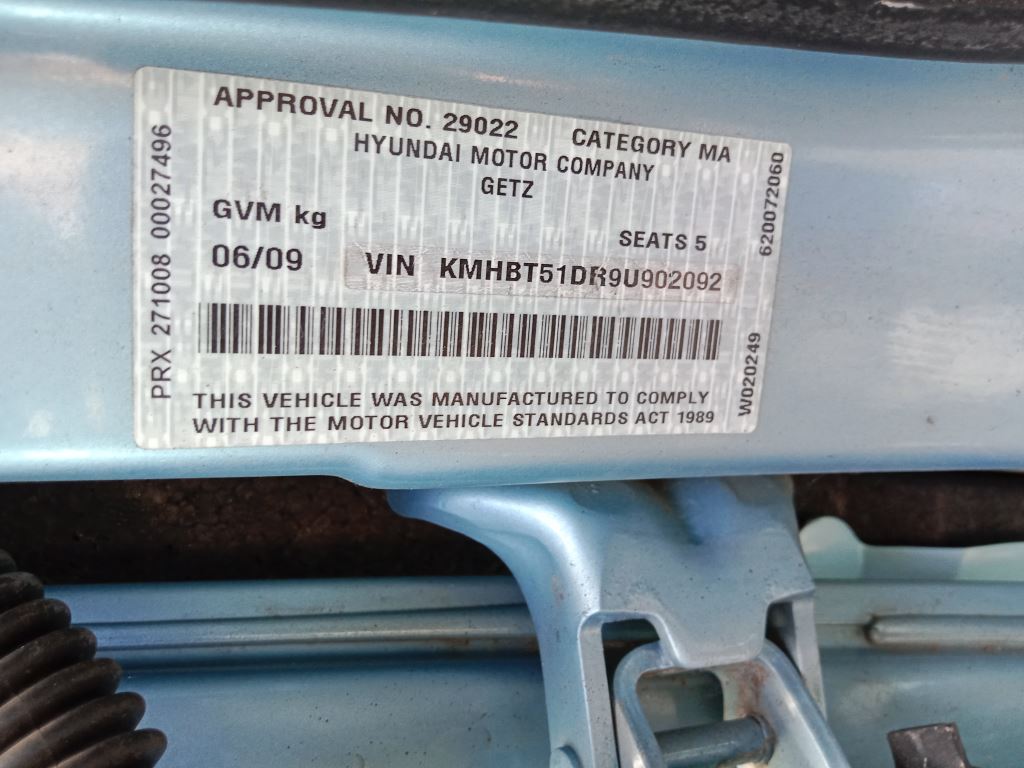 APPROVAL NO. 29022 CATEGORY MA
HYUNDAI MOTOR COMPANY
GETZ
GVM kg
SEATS 5
06/09 VIN KMHBT51DR9U902092
THIS VEHICLE WAS MANUFACTURED TO COMPLY
WITH THE MOTOR VEHICLE STANDARDS ACT 1989
PRX 271008 00027496
620072060
W020249